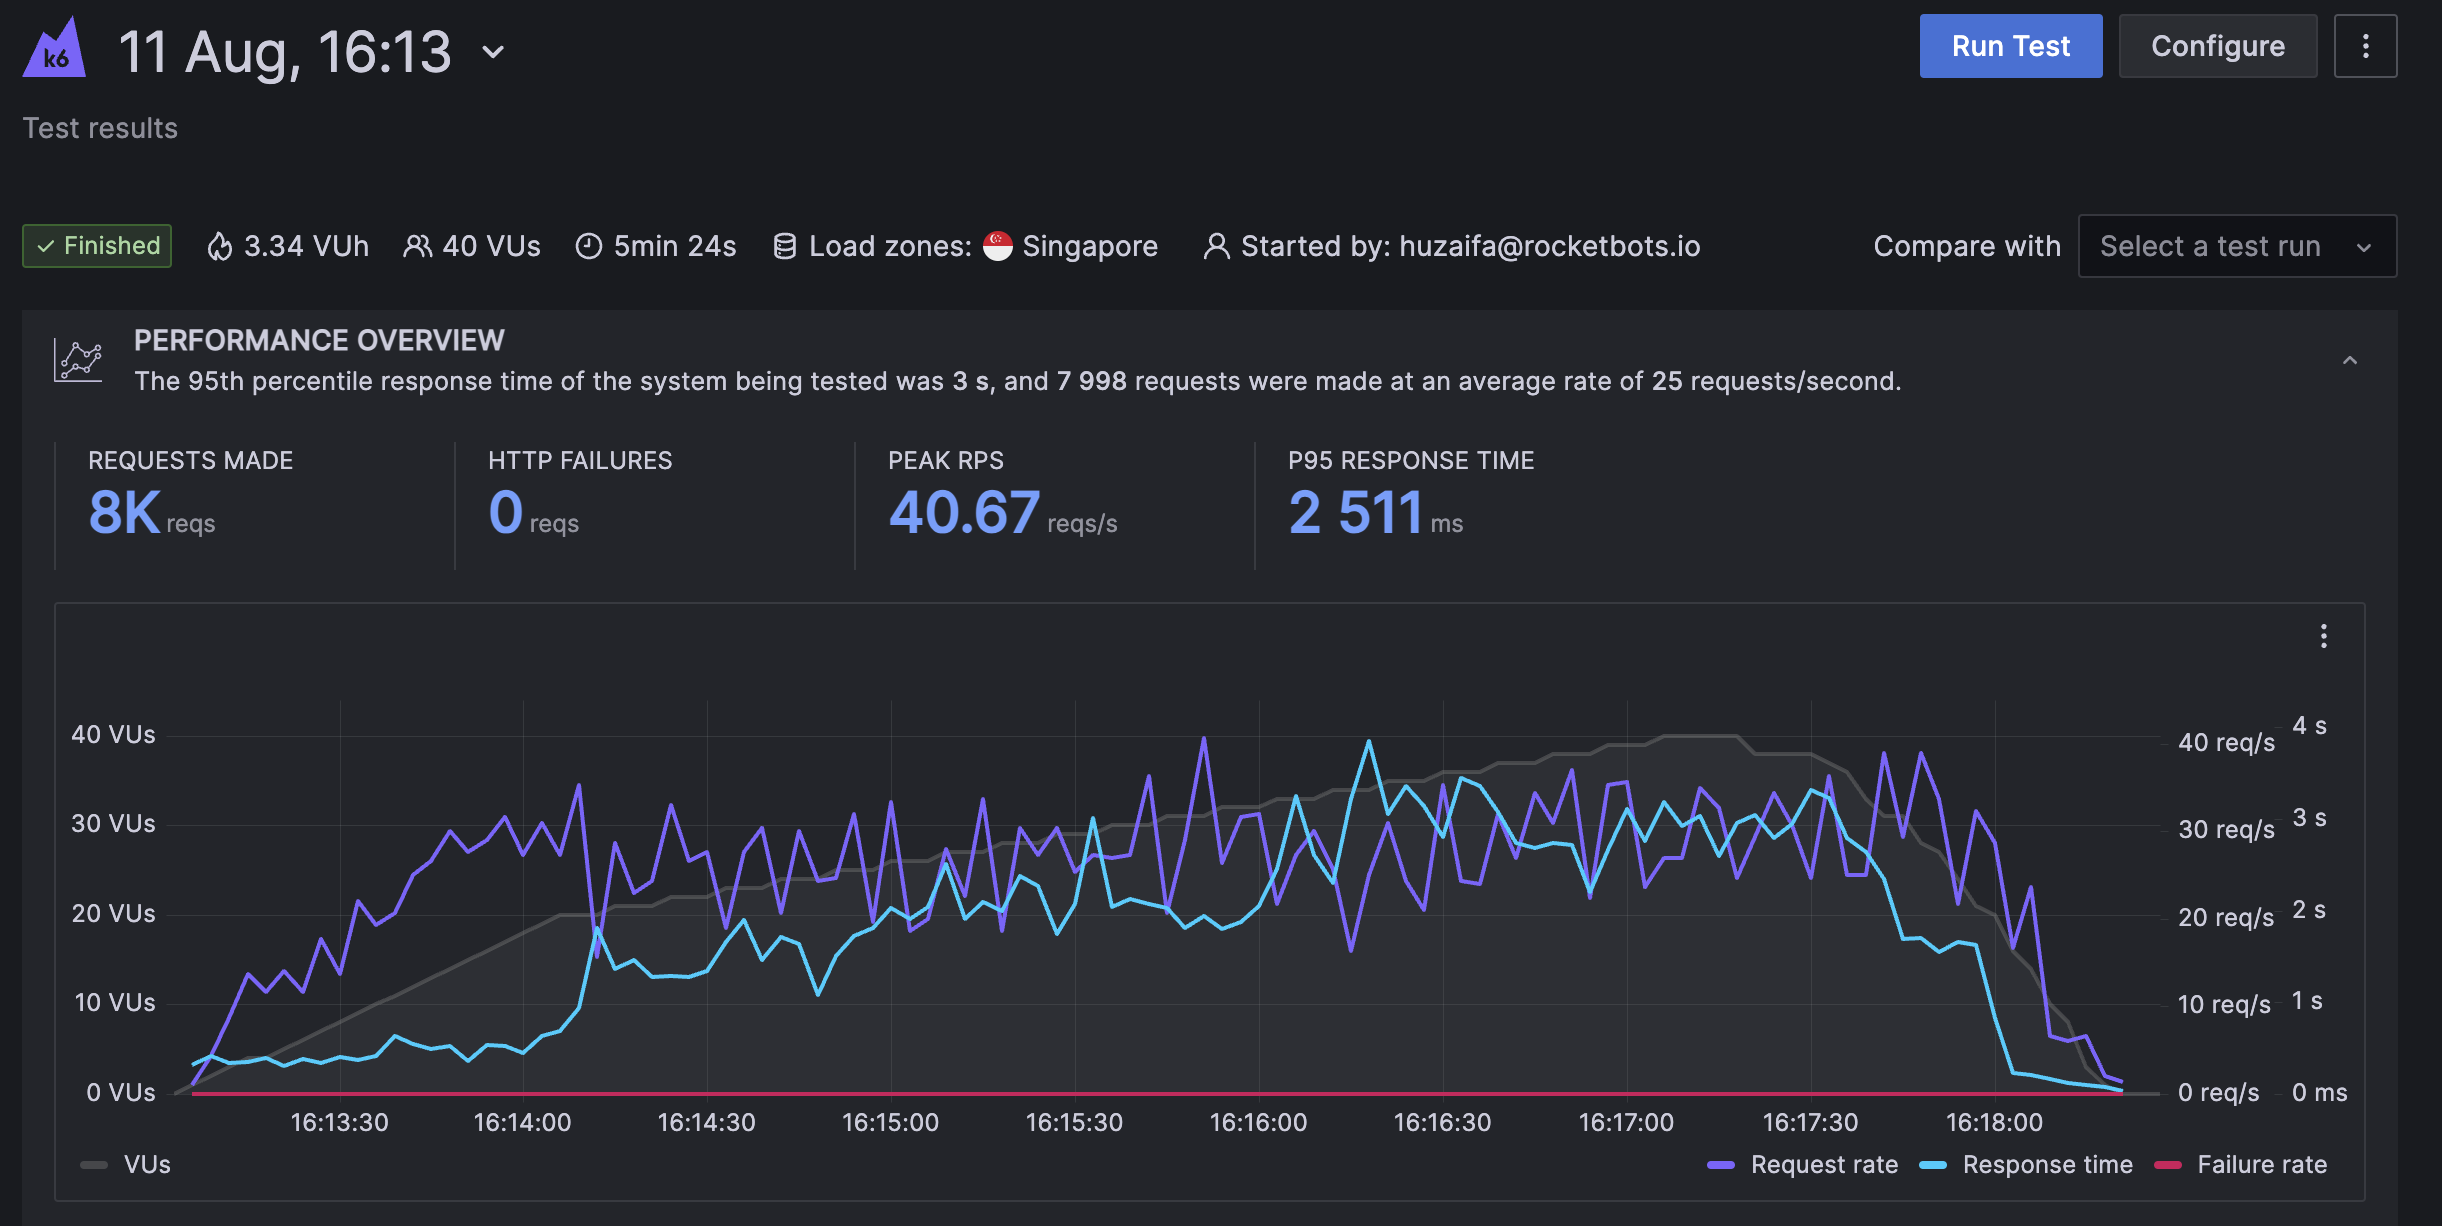 k6
11 Aug, 16:13
Run Test
Configure
Test results
Finished
3.34 VUh
40 VUs
5min 24s
Load zones: Singapore
Started by: huzaifa@rocketbots.io
Compare with
Select a test run
PERFORMANCE OVERVIEW
The 95th percentile response time of the system being tested was 3 s, and 7 998 requests were made at an average rate of 25 requests/second.
REQUESTS MADE
8K reqs
HTTP FAILURES
0 reqs
PEAK RPS
40.67 reqs/s
P95 RESPONSE TIME
2 511 ms
40 VUs
30 VUs
20 VUs
10 VUs
0 VUs
40 req/s
30 req/s
20 req/s
10 req/s
0 req/s
4 s
3 s
2 s
1 s
0 ms
16:13:30
16:14:00
16:14:30
16:15:00
16:15:30
16:16:00
16:16:30
16:17:00
16:17:30
16:18:00
VUs
Request rate
Response time
Failure rate